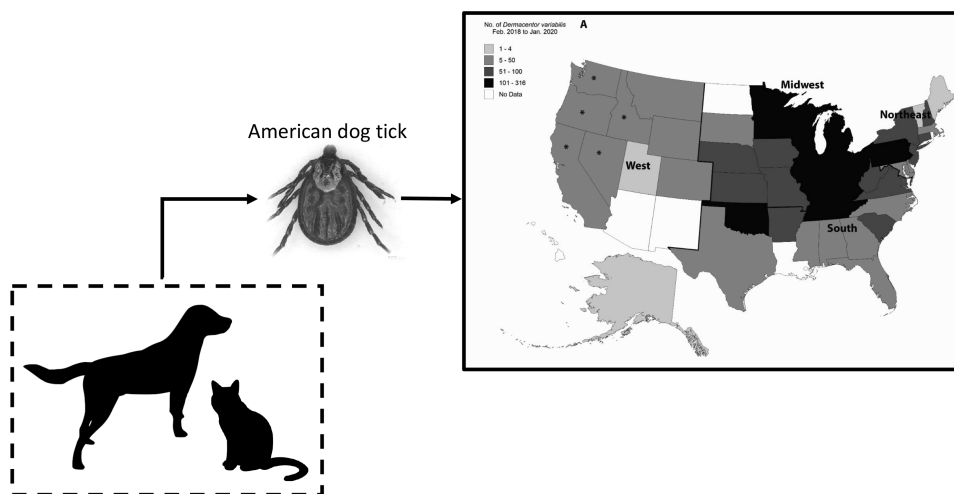 American dog tick
No. of Dermacentor variabilis
Feb. 2018 to Jan. 2020
A
1 - 4
5 - 50
51 - 100
101 - 316
No Data
Midwest
Northeast
West
South